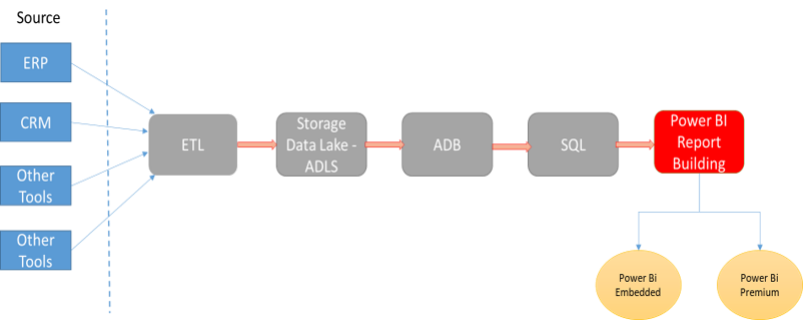 Source
ERP
CRM
Other
Tools
Other
Tools
ETL
Storage
Data Lake -
ADLS
ADB
SQL
Power BI
Report
Building
Power Bi
Embedded
Power Bi
Premium